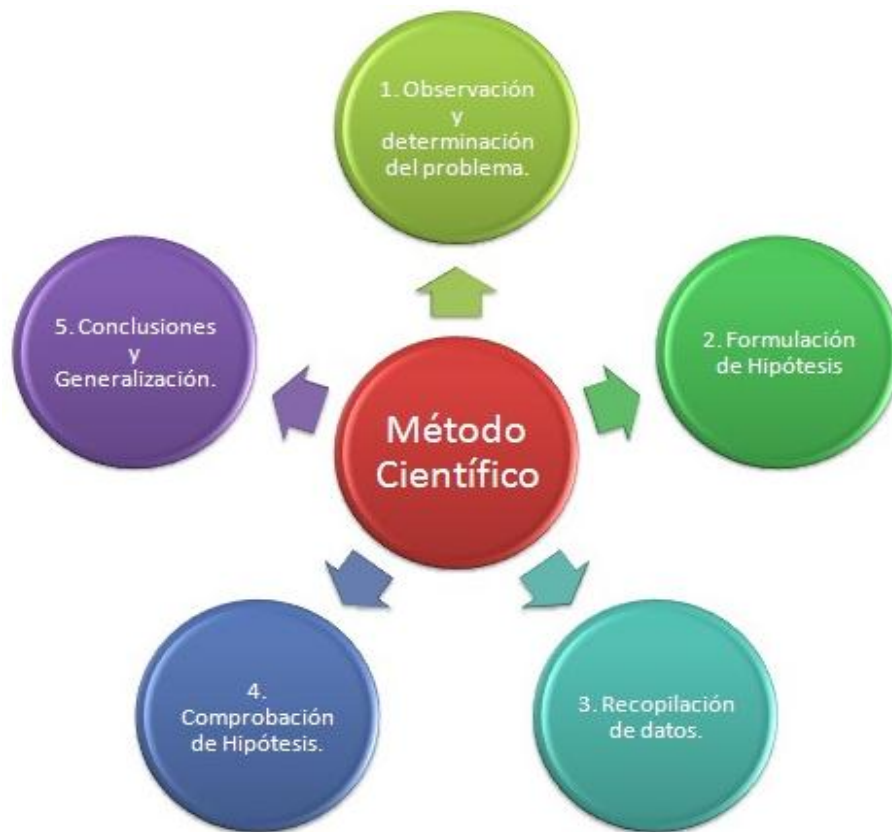 1. Observación
y
determinación
del problema.
2. Formulación
de Hipótesis
3. Recopilación
de datos.
4.
Comprobación
de Hipótesis.
5. Conclusiones
y
Generalización.
Método
Científico